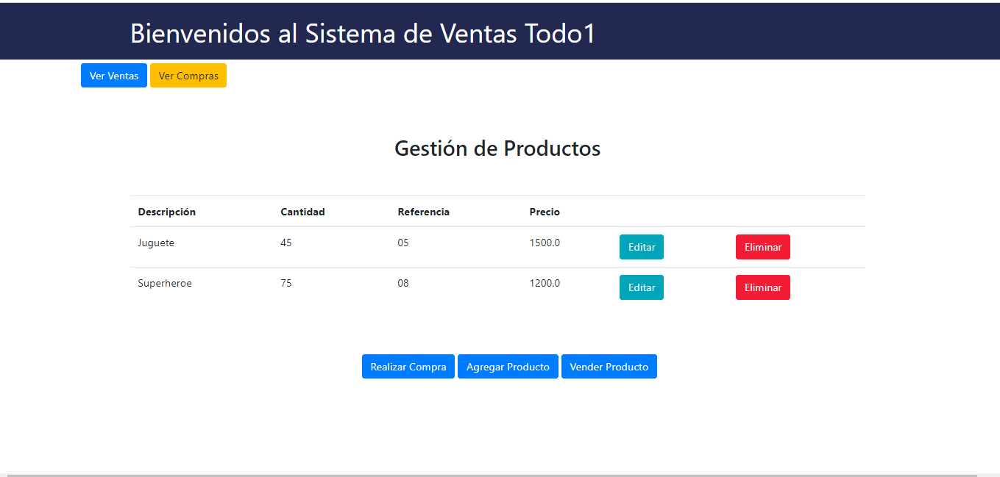 Bienvenidos al Sistema de Ventas Todo1
Ver Ventas Ver Compras
Gestión de Productos
Descripción Cantidad Referencia Precio
Juguete 45 05 1500.0 Editar Eliminar
Superheroe 75 08 1200.0 Editar Eliminar
Realizar Compra Agregar Producto Vender Producto